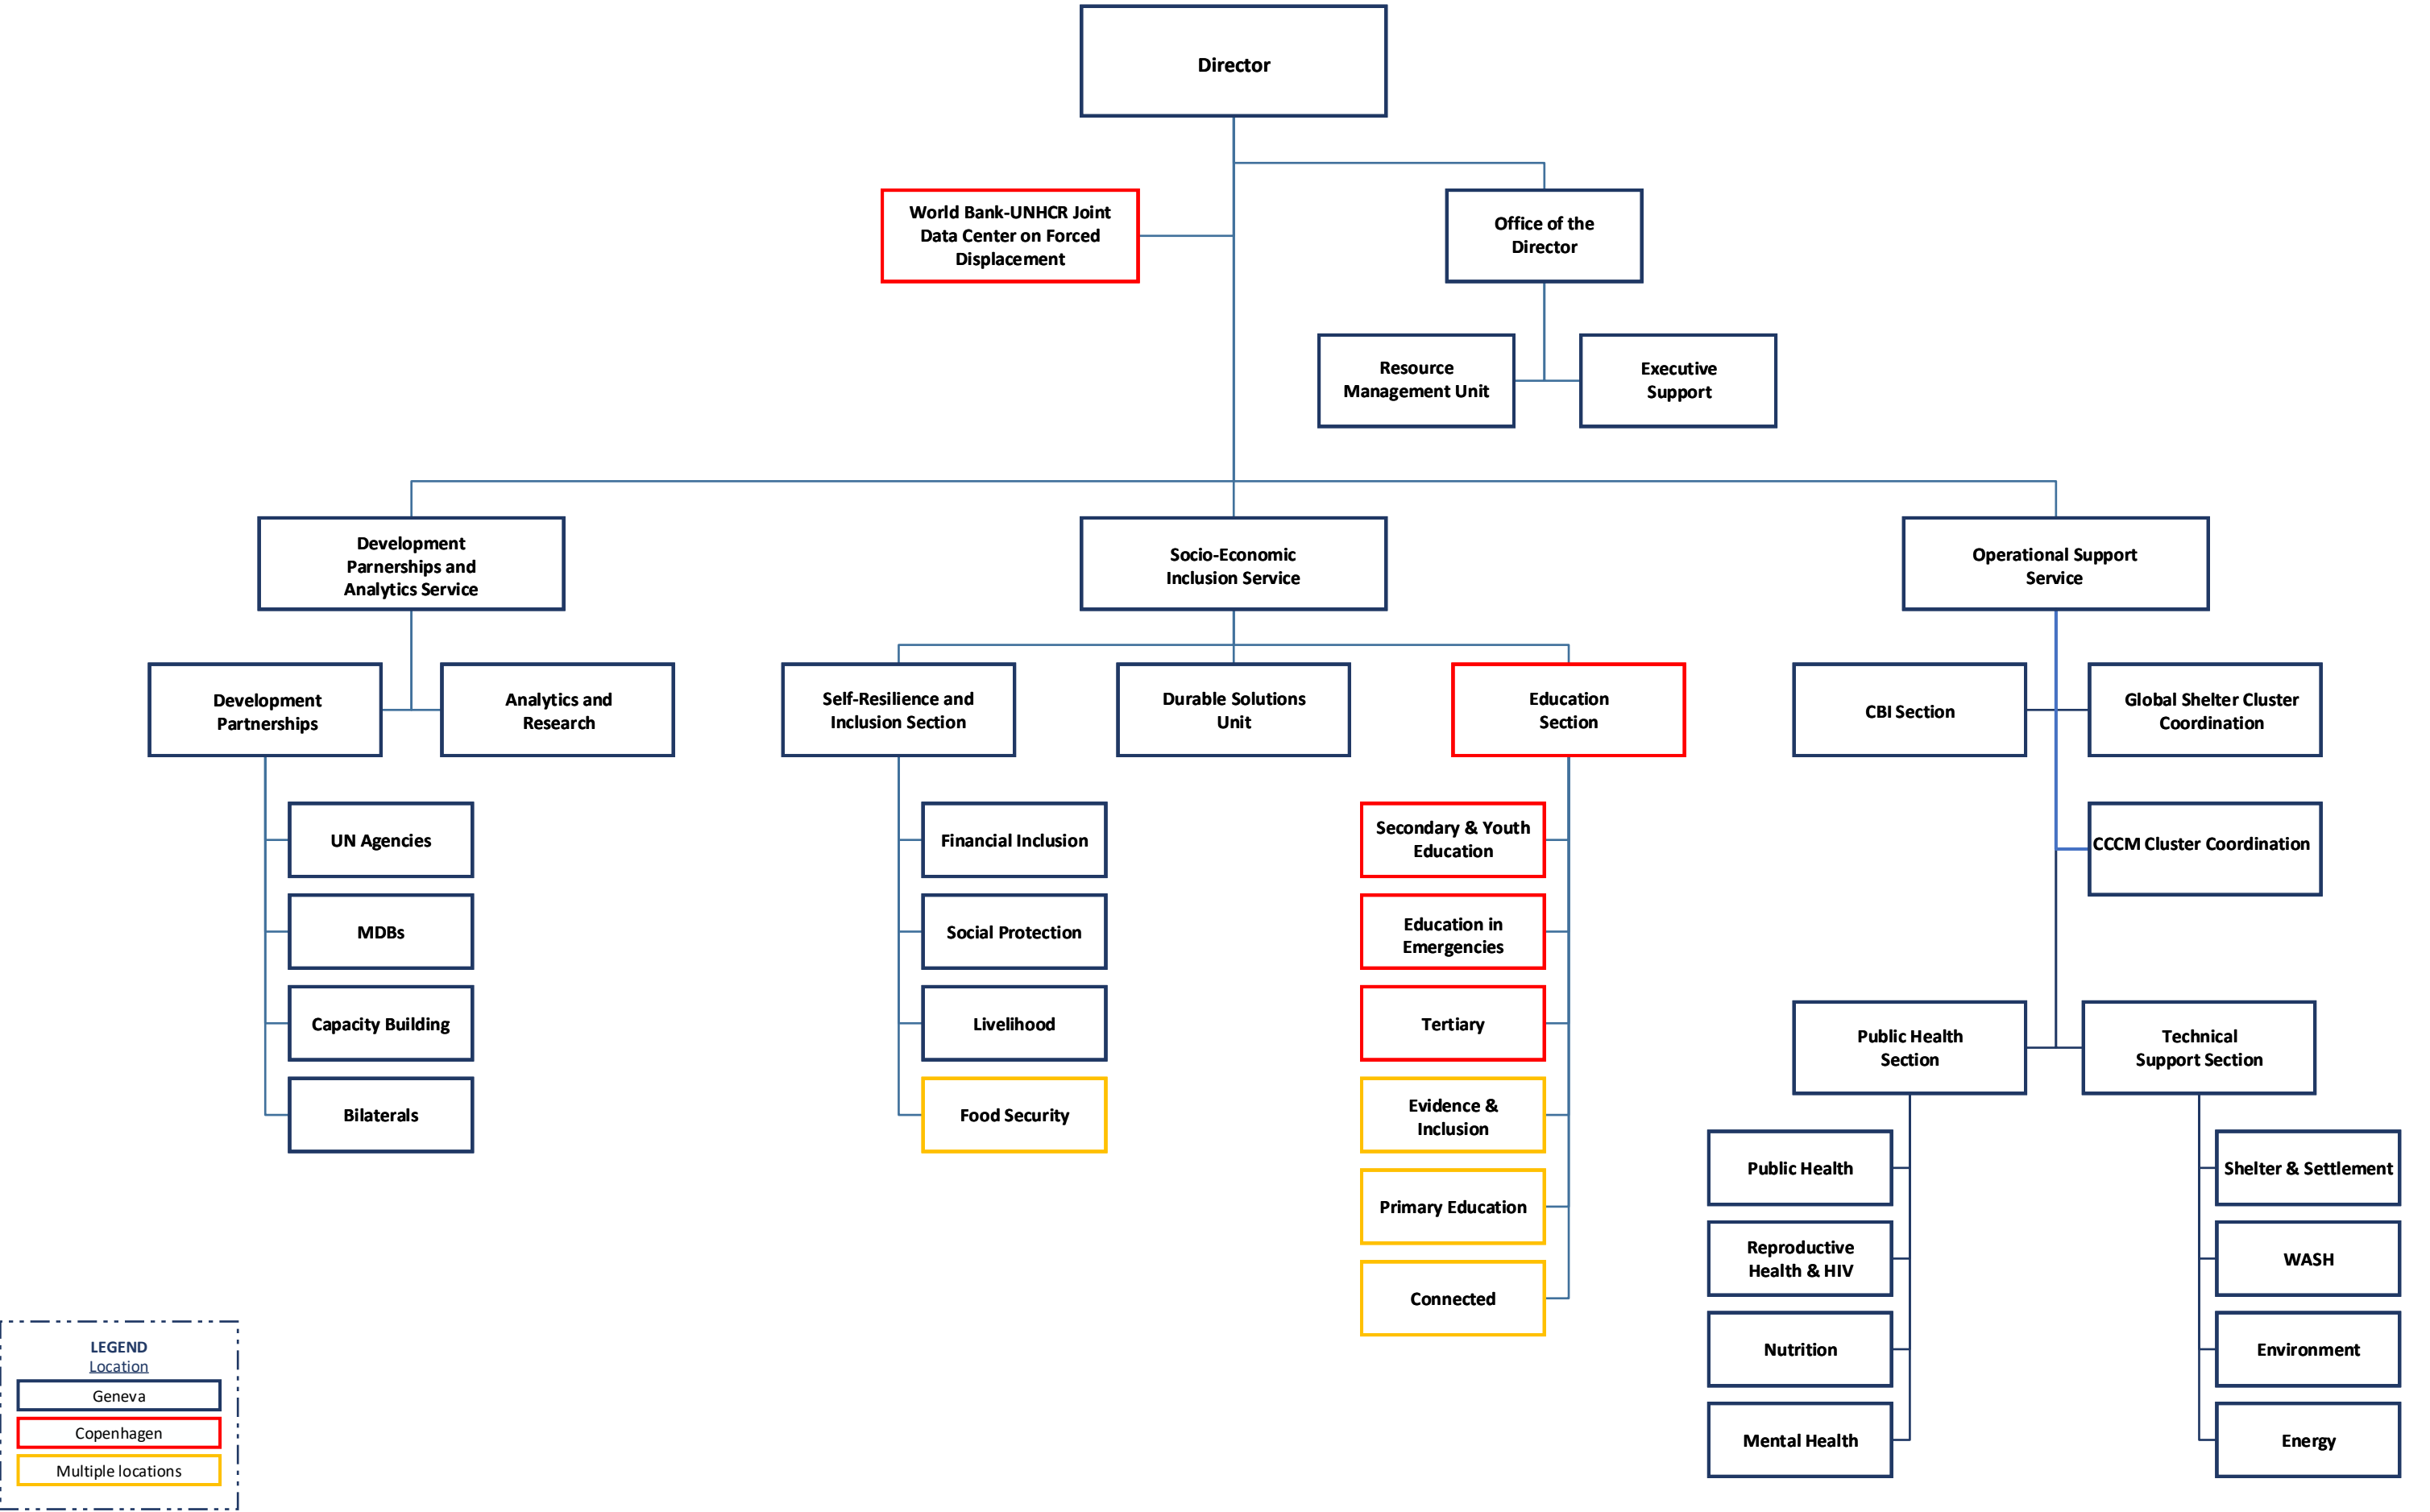 Director
World Bank-UNHCR Joint
Data Center on Forced
Displacement
Office of the
Director
Resource
Management Unit
Executive
Support
Development
Parnerships and
Analytics Service
Socio-Economic
Inclusion Service
Operational Support
Service
Development
Partnerships
Analytics and
Research
Self-Resilience and
Inclusion Section
Durable Solutions
Unit
Education
Section
CBI Section
Global Shelter Cluster
Coordination
UN Agencies
MDBs
Capacity Building
Bilaterals
Financial Inclusion
Social Protection
Livelihood
Food Security
Secondary & Youth
Education
Education in
Emergencies
Tertiary
Evidence &
Inclusion
Primary Education
Connected
CCCM Cluster Coordination
Public Health
Section
Technical
Support Section
Public Health
Reproductive
Health & HIV
Nutrition
Mental Health
Shelter & Settlement
WASH
Environment
Energy
LEGEND
Location
Geneva
Copenhagen
Multiple locations